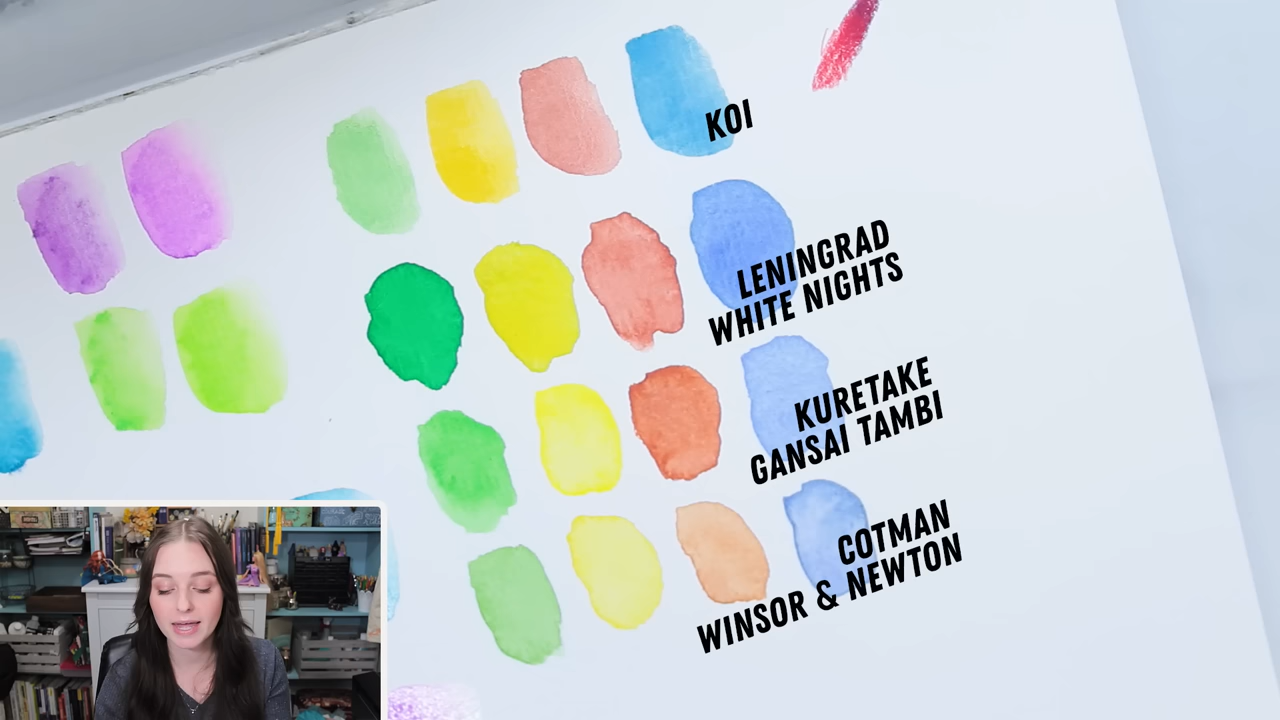 KOI
LENINGRAD
WHITE NIGHTS
KURETAKE
GANSAI TAMBI
COTMAN
WINSOR & NEWTON